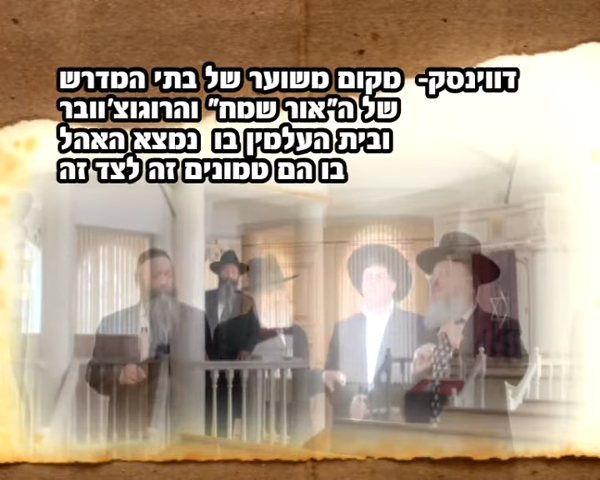 דווינסק- מקום משוער של בתי המדרש
של ה"אור שמח" והרוגוצ'וובר
ובית העלמין בו נמצא האהל
בו הם טמונים זה לצד זה